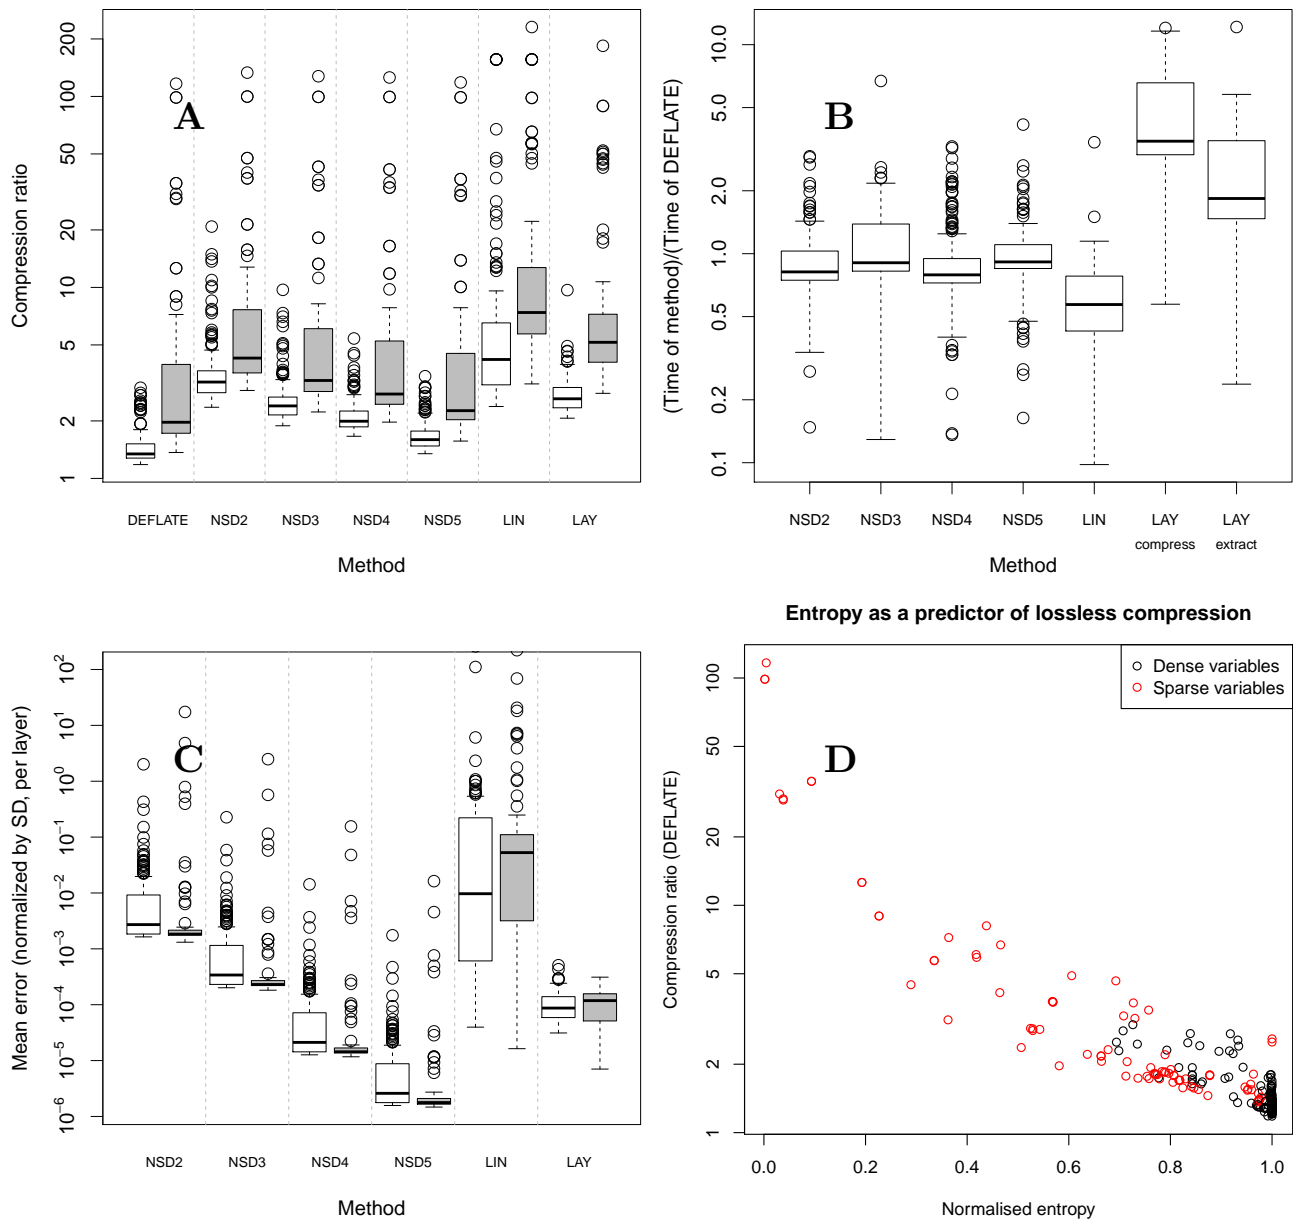 A
Compression ratio
200
100
50
20
10
5
2
1
DEFLATE NSD2 NSD3 NSD4 NSD5 LIN LAY
Method
B
(Time of method)/(Time of DEFLATE)
10.0
5.0
2.0
1.0
0.5
0.2
0.1
NSD2 NSD3 NSD4 NSD5 LIN LAY compress LAY extract
Method
C
Mean error (normalized by SD, per layer)
10^2
10^1
10^0
10^-1
10^-2
10^-3
10^-4
10^-5
10^-6
NSD2 NSD3 NSD4 NSD5 LIN LAY
Method
Entropy as a predictor of lossless compression
D
Dense variables
Sparse variables
Compression ratio (DEFLATE)
100
50
20
10
5
2
1
0.0 0.2 0.4 0.6 0.8 1.0
Normalised entropy